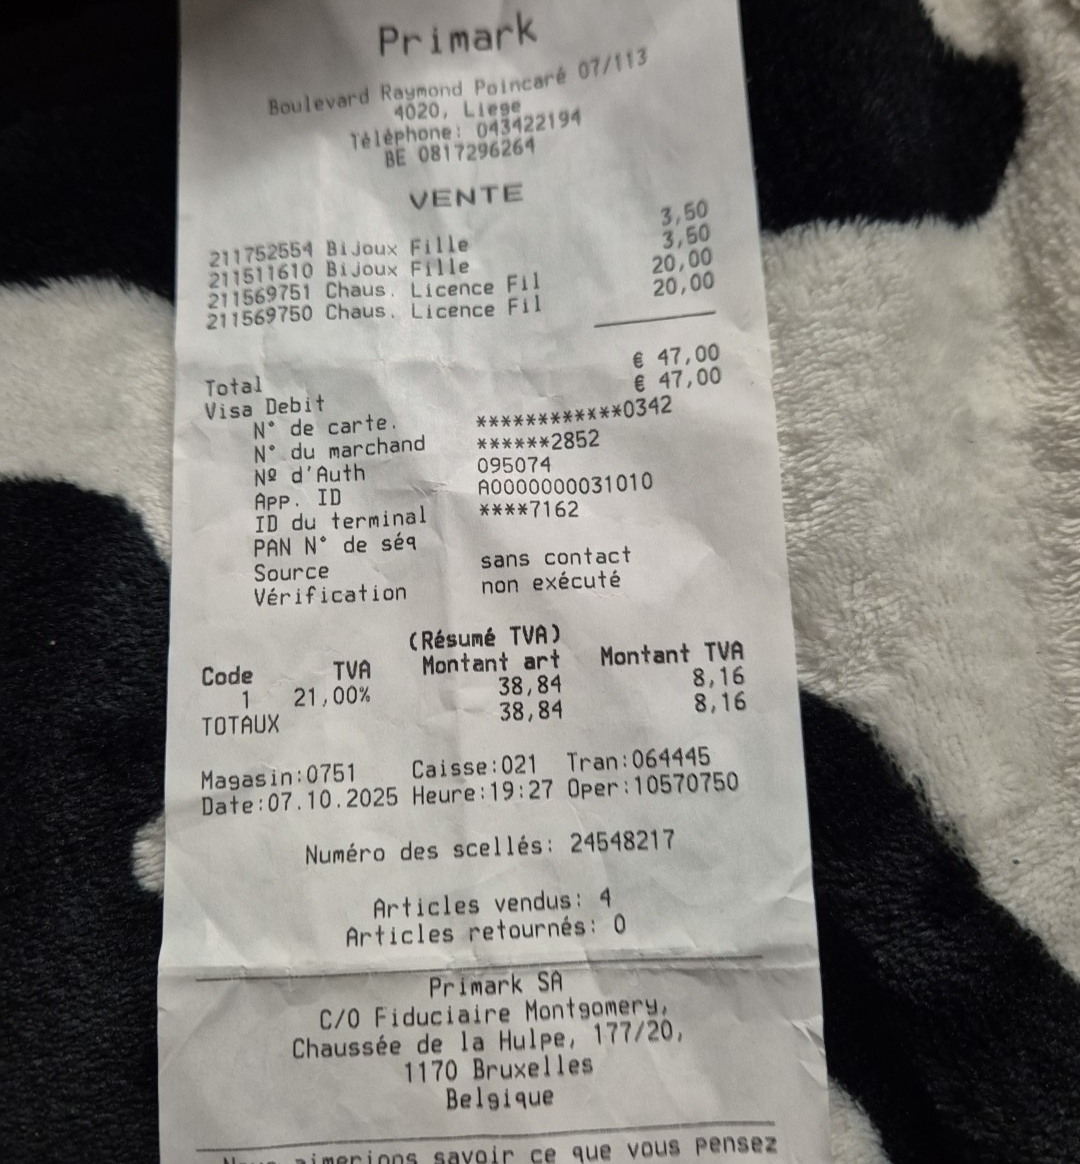 Primark
Boulevard Raymond Poincaré 07/113
4020, Liege
Téléphone: 043422194
BE 0817296264
VENTE
211752554 Bijoux Fille 3,50
211511610 Bijoux Fille 3,50
211569751 Chaus. Licence Fil 20,00
211569750 Chaus. Licence Fil 20,00
Total € 47,00
Visa Debit € 47,00
N° de carte. ************0342
N° du marchand ******2852
Nº d'Auth 095074
App. ID A0000000031010
ID du terminal ****7162
PAN N° de séq
Source sans contact
Vérification non exécuté
(Résumé TVA)
Code TVA Montant art Montant TVA
1 21,00% 38,84 8,16
TOTAUX 38,84 8,16
Magasin:0751 Caisse:021 Tran:064445
Date:07.10.2025 Heure:19:27 Oper:10570750
Numéro des scellés: 24548217
Articles vendus: 4
Articles retournés: 0
Primark SA
C/O Fiduciaire Montgomery,
Chaussée de la Hulpe, 177/20,
1170 Bruxelles
Belgique
aimerions savoir ce que vous pensez